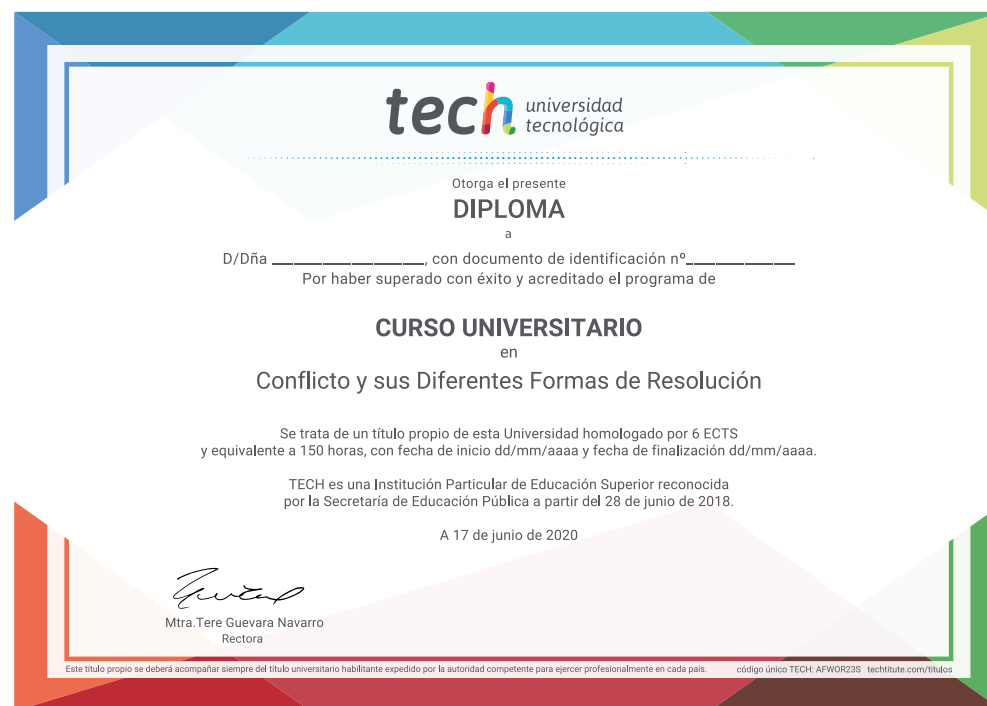 tech universidad
tecnológica
Otorga el presente
DIPLOMA
a
D/Dña ______________, con documento de identificación nº__________
Por haber superado con éxito y acreditado el programa de
CURSO UNIVERSITARIO
en
Conflicto y sus Diferentes Formas de Resolución
Se trata de un título propio de esta Universidad homologado por 6 ECTS
y equivalente a 150 horas, con fecha de inicio dd/mm/aaaa y fecha de finalización dd/mm/aaaa.
TECH es una Institución Particular de Educación Superior reconocida
por la Secretaría de Educación Pública a partir del 28 de junio de 2018.
A 17 de junio de 2020
Mtra.Tere Guevara Navarro
Rectora
Este título propio se deberá acompañar siempre del título universitario habilitante expedido por la autoridad competente para ejercer profesionalmente en cada país. código único TECH: AFWOR23S techtitute.com/titulos